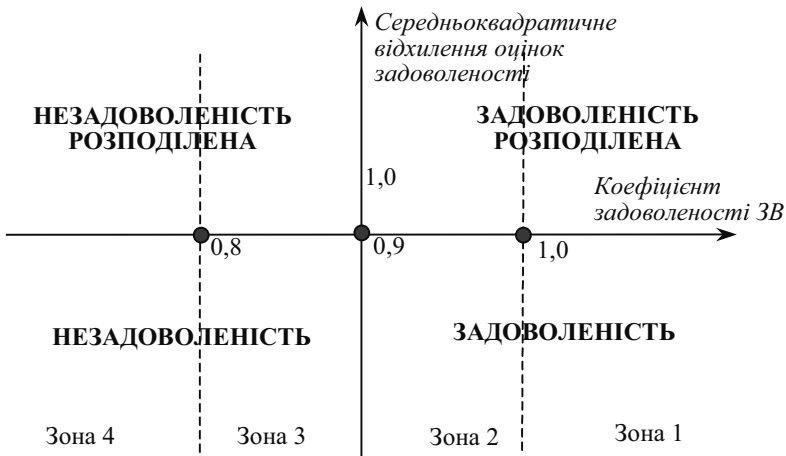 Середньоквадратичне
відхилення оцінок
задоволеності
НЕЗАДОВОЛЕНІСТЬ
РОЗПОДІЛЕНА
ЗАДОВОЛЕНІСТЬ
РОЗПОДІЛЕНА
1,0
Коефіцієнт
задоволеності ЗВ
0,8
0,9
1,0
НЕЗАДОВОЛЕНІСТЬ
ЗАДОВОЛЕНІСТЬ
Зона 4
Зона 3
Зона 2
Зона 1